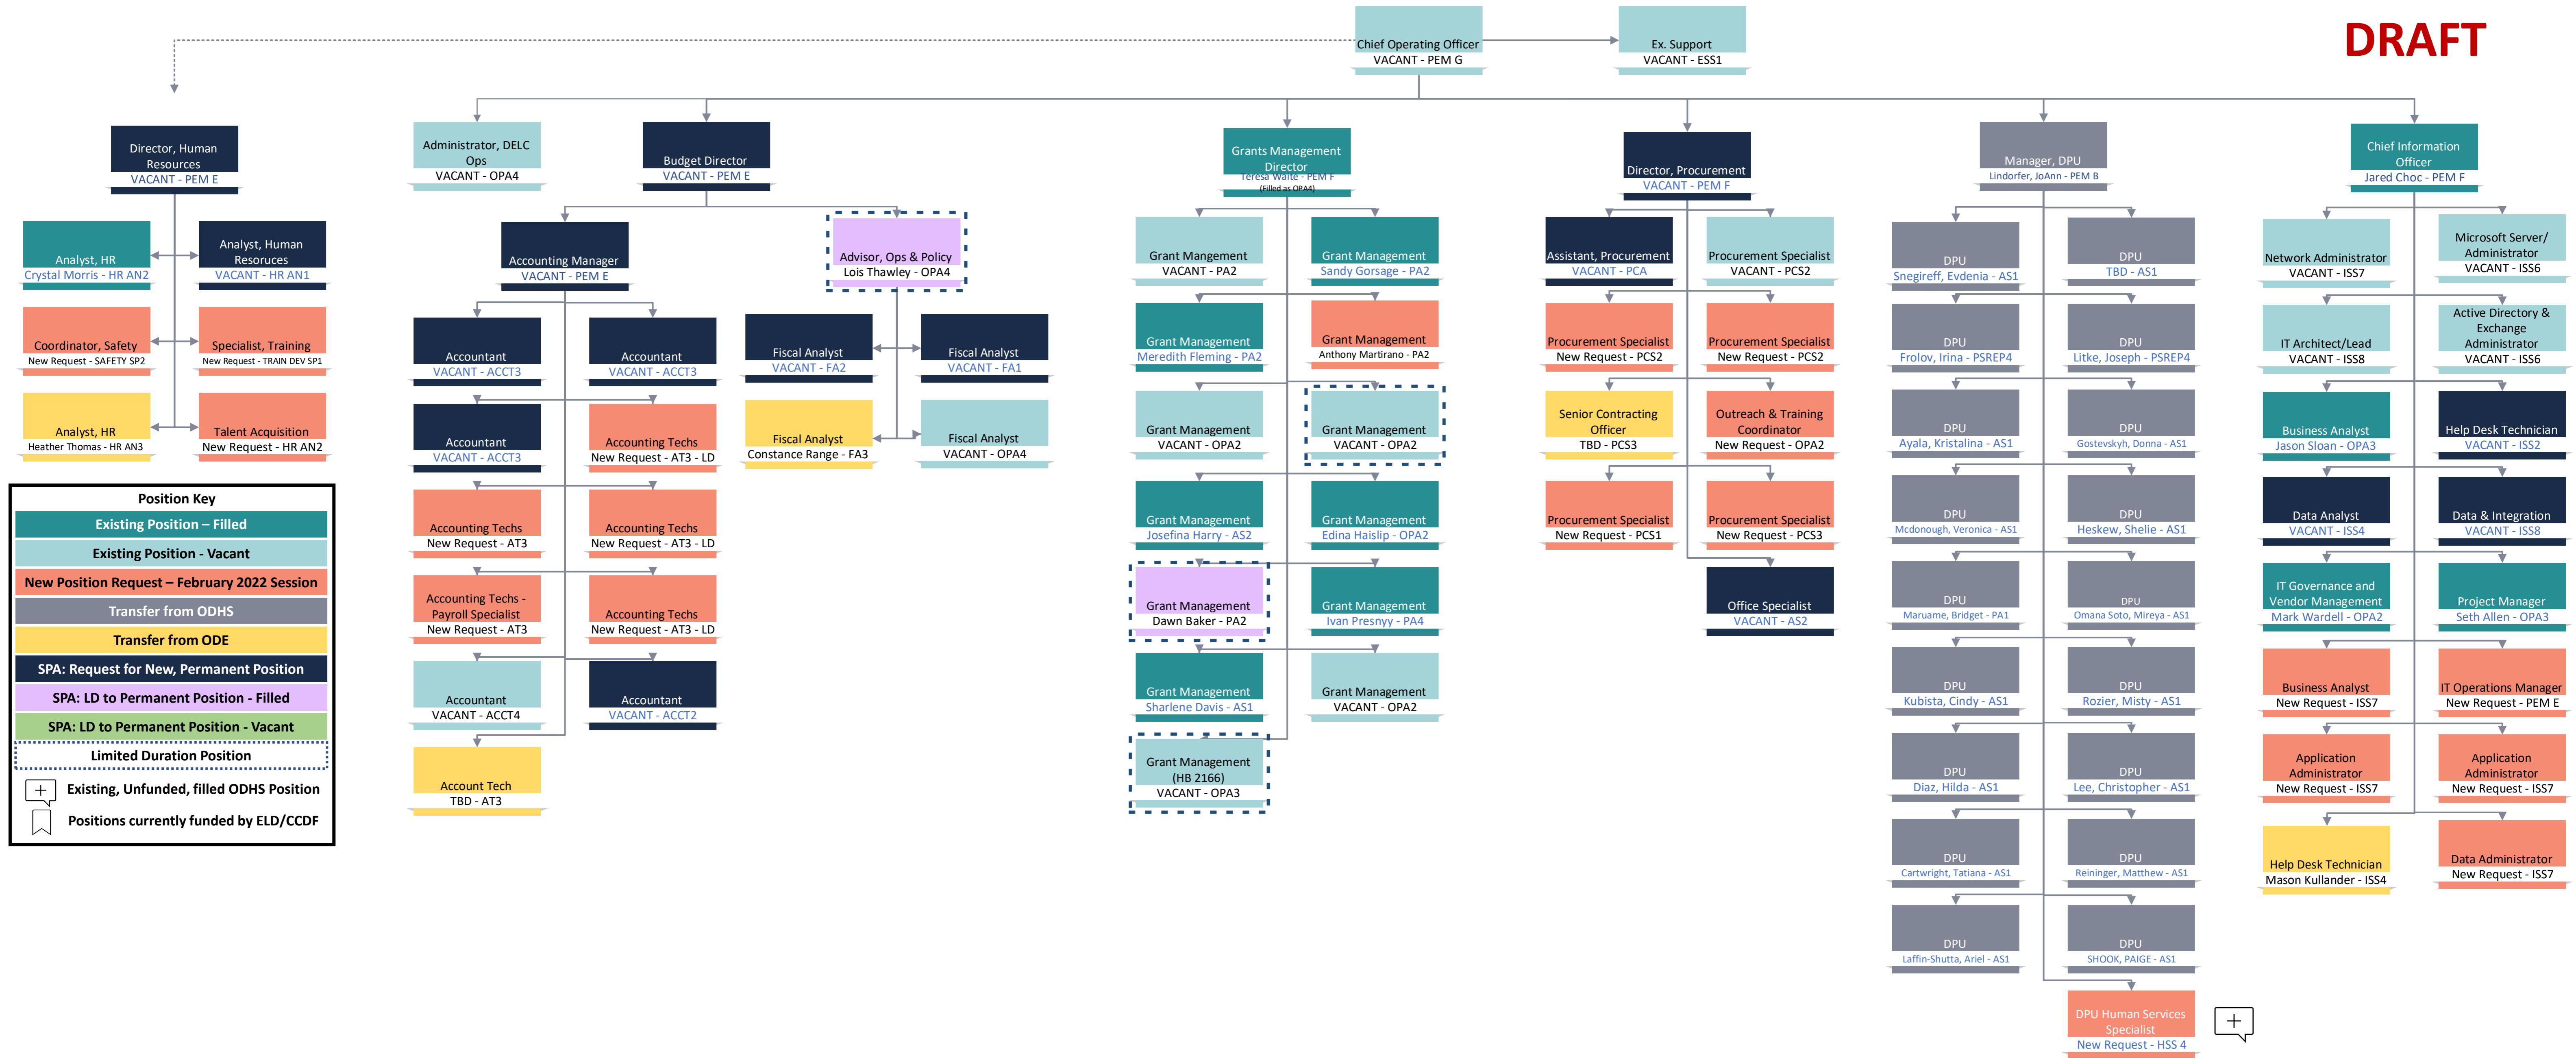 DRAFT
Chief Operating Officer
VACANT - PEM G
Ex. Support
VACANT - ESS1
Director, Human
Resources
VACANT - PEM E
Analyst, HR
Crystal Morris - HR AN2
Analyst, Human
Resoruces
VACANT - HR AN1
Coordinator, Safety
New Request - SAFETY SP2
Specialist, Training
New Request - TRAIN DEV SP1
Analyst, HR
Heather Thomas - HR AN3
Talent Acquisition
New Request - HR AN2
Position Key
Existing Position – Filled
Existing Position - Vacant
New Position Request – February 2022 Session
Transfer from ODHS
Transfer from ODE
SPA: Request for New, Permanent Position
SPA: LD to Permanent Position - Filled
SPA: LD to Permanent Position - Vacant
Limited Duration Position
Existing, Unfunded, filled ODHS Position
Positions currently funded by ELD/CCDF
Administrator, DELC
Ops
VACANT - OPA4
Budget Director
VACANT - PEM E
Accounting Manager
VACANT - PEM E
Advisor, Ops & Policy
Lois Thawley - OPA4
Accountant
VACANT - ACCT3
Accountant
VACANT - ACCT3
Accountant
VACANT - ACCT3
Accounting Techs
New Request - AT3 - LD
Accounting Techs
New Request - AT3
Accounting Techs
New Request - AT3 - LD
Accounting Techs -
Payroll Specialist
New Request - AT3
Accounting Techs
New Request - AT3 - LD
Accountant
VACANT - ACCT4
Accountant
VACANT - ACCT2
Account Tech
TBD - AT3
Fiscal Analyst
VACANT - FA2
Fiscal Analyst
VACANT - FA1
Fiscal Analyst
Constance Range - FA3
Fiscal Analyst
VACANT - OPA4
Grants Management
Director
Teresa Waite - PEM F
(Filled as OPA4)
Grant Mangement
VACANT - PA2
Grant Management
Sandy Gorsage - PA2
Grant Management
Meredith Fleming - PA2
Grant Management
Anthony Martirano - PA2
Grant Management
VACANT - OPA2
Grant Management
VACANT - OPA2
Grant Management
Josefina Harry - AS2
Grant Management
Edina Haislip - OPA2
Grant Management
Dawn Baker - PA2
Grant Management
Ivan Presnyy - PA4
Grant Management
Sharlene Davis - AS1
Grant Management
VACANT - OPA2
Grant Management
(HB 2166)
VACANT - OPA3
Director, Procurement
VACANT - PEM F
Assistant, Procurement
VACANT - PCA
Procurement Specialist
VACANT - PCS2
Procurement Specialist
New Request - PCS2
Procurement Specialist
New Request - PCS2
Senior Contracting
Officer
TBD - PCS3
Outreach & Training
Coordinator
New Request - OPA2
Procurement Specialist
New Request - PCS1
Procurement Specialist
New Request - PCS3
Office Specialist
VACANT - AS2
Manager, DPU
Lindorfer, JoAnn - PEM B
DPU
Snegireff, Evdenia - AS1
DPU
TBD - AS1
DPU
Frolov, Irina - PSREP4
DPU
Litke, Joseph - PSREP4
DPU
Ayala, Kristalina - AS1
DPU
Gostevskyh, Donna - AS1
DPU
Mcdonough, Veronica - AS1
DPU
Heskew, Shelie - AS1
DPU
Maruame, Bridget - PA1
DPU
Omana Soto, Mireya - AS1
DPU
Kubista, Cindy - AS1
DPU
Rozier, Misty - AS1
DPU
Diaz, Hilda - AS1
DPU
Lee, Christopher - AS1
DPU
Cartwright, Tatiana - AS1
DPU
Reininger, Matthew - AS1
DPU
Laffin-Shutta, Ariel - AS1
DPU
SHOOK, PAIGE - AS1
DPU Human Services
Specialist
New Request - HSS 4
Chief Information
Officer
Jared Choc - PEM F
Network Administrator
VACANT - ISS7
Microsoft Server/
Administrator
VACANT - ISS6
IT Architect/Lead
VACANT - ISS8
Active Directory &
Exchange
Administrator
VACANT - ISS6
Business Analyst
Jason Sloan - OPA3
Help Desk Technician
VACANT - ISS2
Data Analyst
VACANT - ISS4
Data & Integration
VACANT - ISS8
IT Governance and
Vendor Management
Mark Wardell - OPA2
Project Manager
Seth Allen - OPA3
Business Analyst
New Request - ISS7
IT Operations Manager
New Request - PEM E
Application
Administrator
New Request - ISS7
Application
Administrator
New Request - ISS7
Help Desk Technician
Mason Kullander - ISS4
Data Administrator
New Request - ISS7